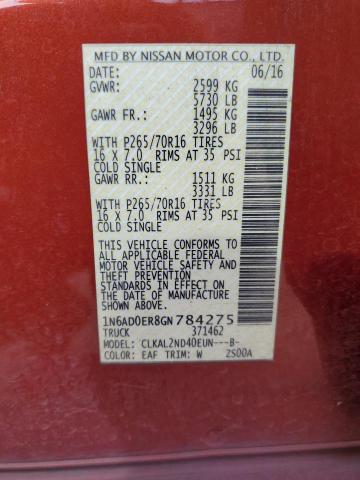 MFD BY NISSAN MOTOR CO., LTD.
DATE: 06/16
GVWR: 2599 KG
5730 LB
GAWR FR.: 1495 KG
3296 LB
WITH P265/70R16 TIRES
16 X 7.0 RIMS AT 35 PSI
COLD SINGLE
GAWR RR.: 1511 KG
3331 LB
WITH P265/70R16 TIRES
16 X 7.0 RIMS AT 35 PSI
COLD SINGLE
THIS VEHICLE CONFORMS TO
ALL APPLICABLE FEDERAL
MOTOR VEHICLE SAFETY
AND THEFT PREVENTION
STANDARDS IN EFFECT ON
THE DATE OF MANUFACTURE
SHOWN ABOVE.
1N6AD0ER8GN784275
TRUCK 371462
MODEL: CLKAL2ND40EUN---B-
COLOR: EAF TRIM: W 2S00A